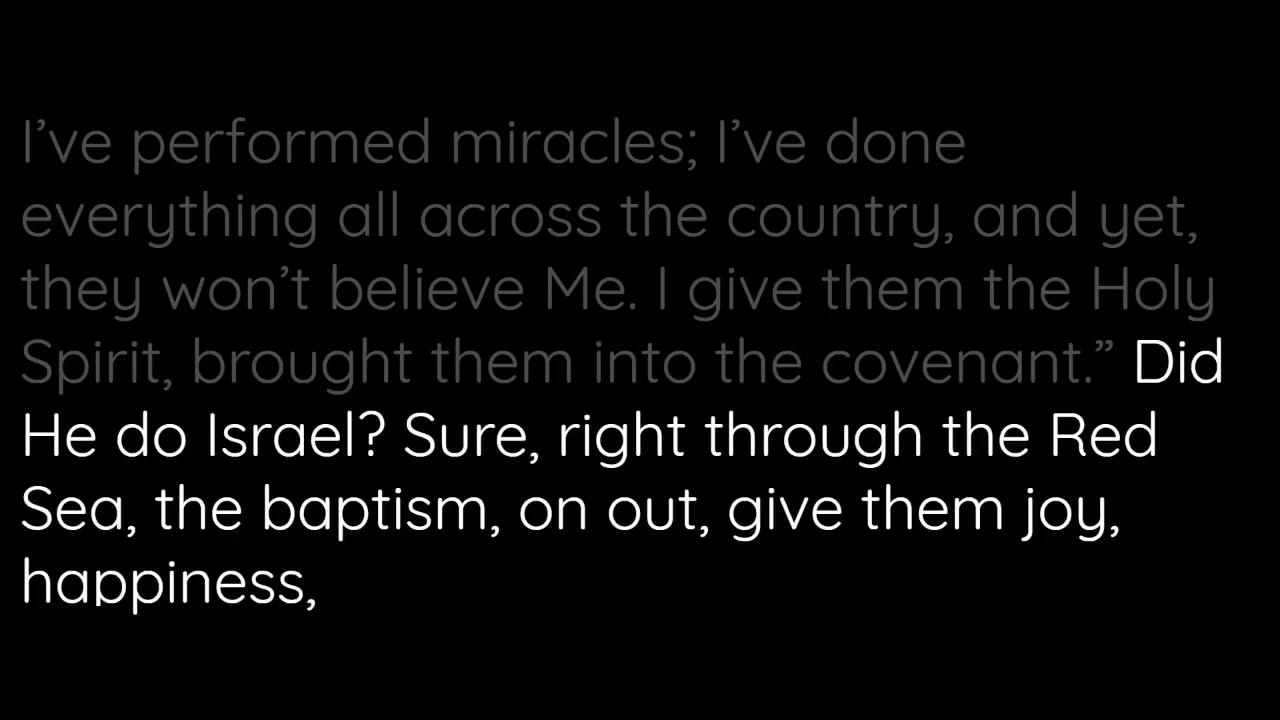 I’ve performed miracles; I’ve done
everything all across the country, and yet,
they won’t believe Me. I give them the Holy
Spirit, brought them into the covenant.” Did
He do Israel? Sure, right through the Red
Sea, the baptism, on out, give them joy,
happiness,